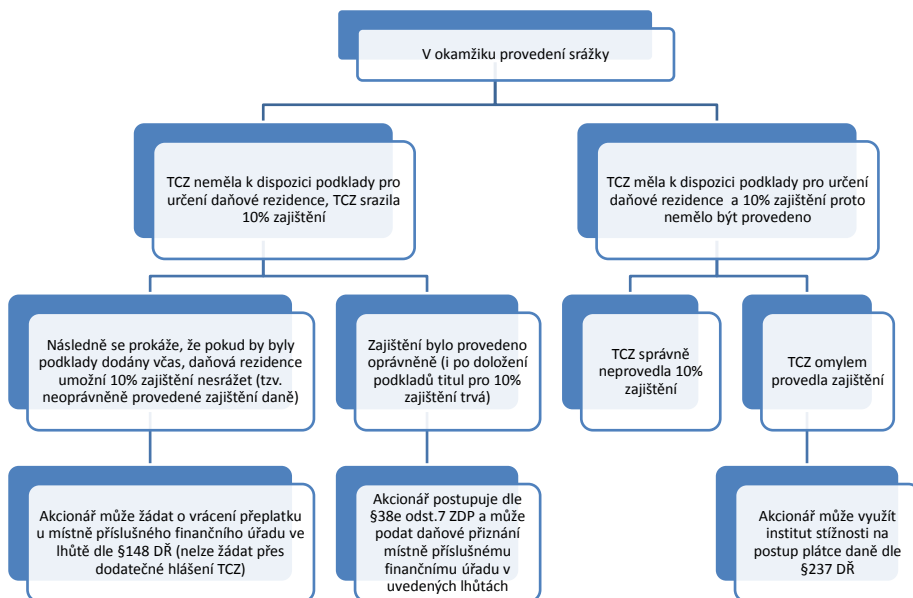 V okamžiku provedení srážky
TCZ neměla k dispozici podklady pro
určení daňové rezidence, TCZ srazila
10% zajištění
TCZ měla k dispozici podklady pro určení
daňové rezidence a 10% zajištění proto
nemělo být provedeno
Následně se prokáže, že pokud by byly
podklady dodány včas, daňová rezidence
umožní 10% zajištění nesrážet (tzv.
neoprávněně provedené zajištění daně)
Zajištění bylo provedeno
oprávněně (i po doložení
podkladů titul pro 10%
zajištění trvá)
TCZ správně
neprovedla 10%
zajištění
TCZ omylem
provedla zajištění
Akcionář může žádat o vrácení přeplatku
u místně příslušného finančního úřadu ve
lhůtě dle §148 DŘ (nelze žádat přes
dodatečné hlášení TCZ)
Akcionář postupuje dle
§38e odst.7 ZDP a může
podat daňové přiznání
místně příslušnému
finančnímu úřadu v
uvedených lhůtách
Akcionář může využít
institut stížnosti na
postup plátce daně dle
§237 DŘ